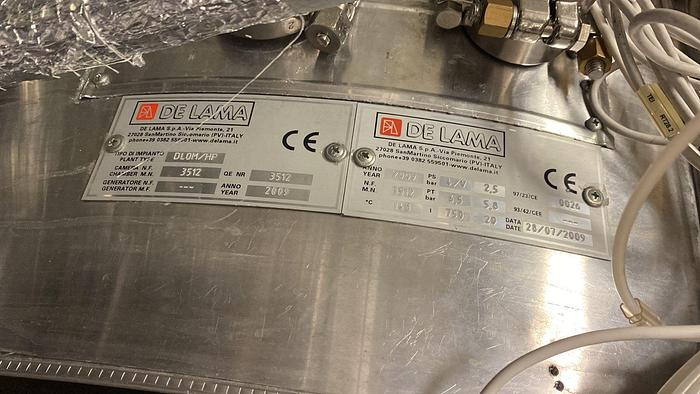 DE LAMA
DE LAMA S.p.A.-Via Piemonte, 21
27028 SanMartino Siccomario (PV)-ITALY
phone+39 0382 559501-www.delama.it
CE
TIPO DI IMPIANTO
PLANT TYPE DLOM/HP
CAMERA N.F.
CHAMBER M.N. 3512 QE NR 3512
GENERATORE N.F.
GENERATOR M.F. --- ANNO YEAR 2009
DE LAMA
DE LAMA S.p.A.-Via Piemonte, 21
27028 SanMartino Siccomario (PV)-ITALY
phone+39 0382 559501-www.delama.it
CE
ANNO YEAR 2009 PS bar 2,5 97/23/CE 0026
N.F. M.N. PT bar 5,8 93/42/CEE ---
°C l 750 20 DATA DATE 28/07/2009
TE1